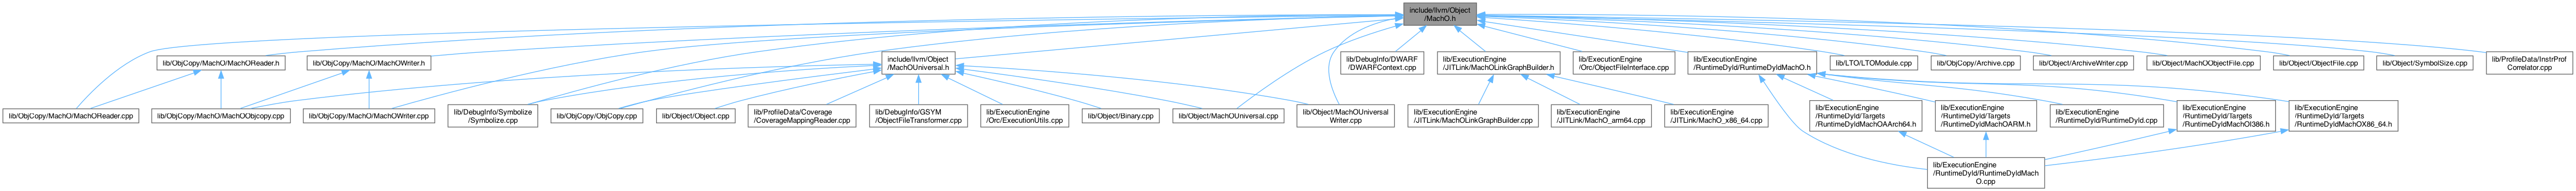 include/llvm/Object
/MachO.h
lib/ObjCopy/MachO/MachOReader.h
lib/ObjCopy/MachO/MachOWriter.h
include/llvm/Object
/MachOUniversal.h
lib/DebugInfo/DWARF
/DWARFContext.cpp
lib/ExecutionEngine
/JITLink/MachOLinkGraphBuilder.h
lib/ExecutionEngine
/Orc/ObjectFileInterface.cpp
lib/ExecutionEngine
/RuntimeDyld/RuntimeDyldMachO.h
lib/LTO/LTOModule.cpp
lib/ObjCopy/Archive.cpp
lib/Object/ArchiveWriter.cpp
lib/Object/MachOObjectFile.cpp
lib/Object/ObjectFile.cpp
lib/Object/SymbolSize.cpp
lib/ProfileData/InstrProf
Correlator.cpp
lib/ObjCopy/MachO/MachOReader.cpp
lib/ObjCopy/MachO/MachOObjcopy.cpp
lib/ObjCopy/MachO/MachOWriter.cpp
lib/DebugInfo/Symbolize
/Symbolize.cpp
lib/ObjCopy/ObjCopy.cpp
lib/Object/Object.cpp
lib/ProfileData/Coverage
/CoverageMappingReader.cpp
lib/DebugInfo/GSYM
/ObjectFileTransformer.cpp
lib/ExecutionEngine
/Orc/ExecutionUtils.cpp
lib/Object/Binary.cpp
lib/Object/MachOUniversal.cpp
lib/Object/MachOUniversal
Writer.cpp
lib/ExecutionEngine
/JITLink/MachOLinkGraphBuilder.cpp
lib/ExecutionEngine
/JITLink/MachO_arm64.cpp
lib/ExecutionEngine
/JITLink/MachO_x86_64.cpp
lib/ExecutionEngine
/RuntimeDyld/Targets
/RuntimeDyldMachOAArch64.h
lib/ExecutionEngine
/RuntimeDyld/Targets
/RuntimeDyldMachOARM.h
lib/ExecutionEngine
/RuntimeDyld/RuntimeDyld.cpp
lib/ExecutionEngine
/RuntimeDyld/Targets
/RuntimeDyldMachOI386.h
lib/ExecutionEngine
/RuntimeDyld/Targets
/RuntimeDyldMachOX86_64.h
lib/ExecutionEngine
/RuntimeDyld/RuntimeDyldMach
O.cpp